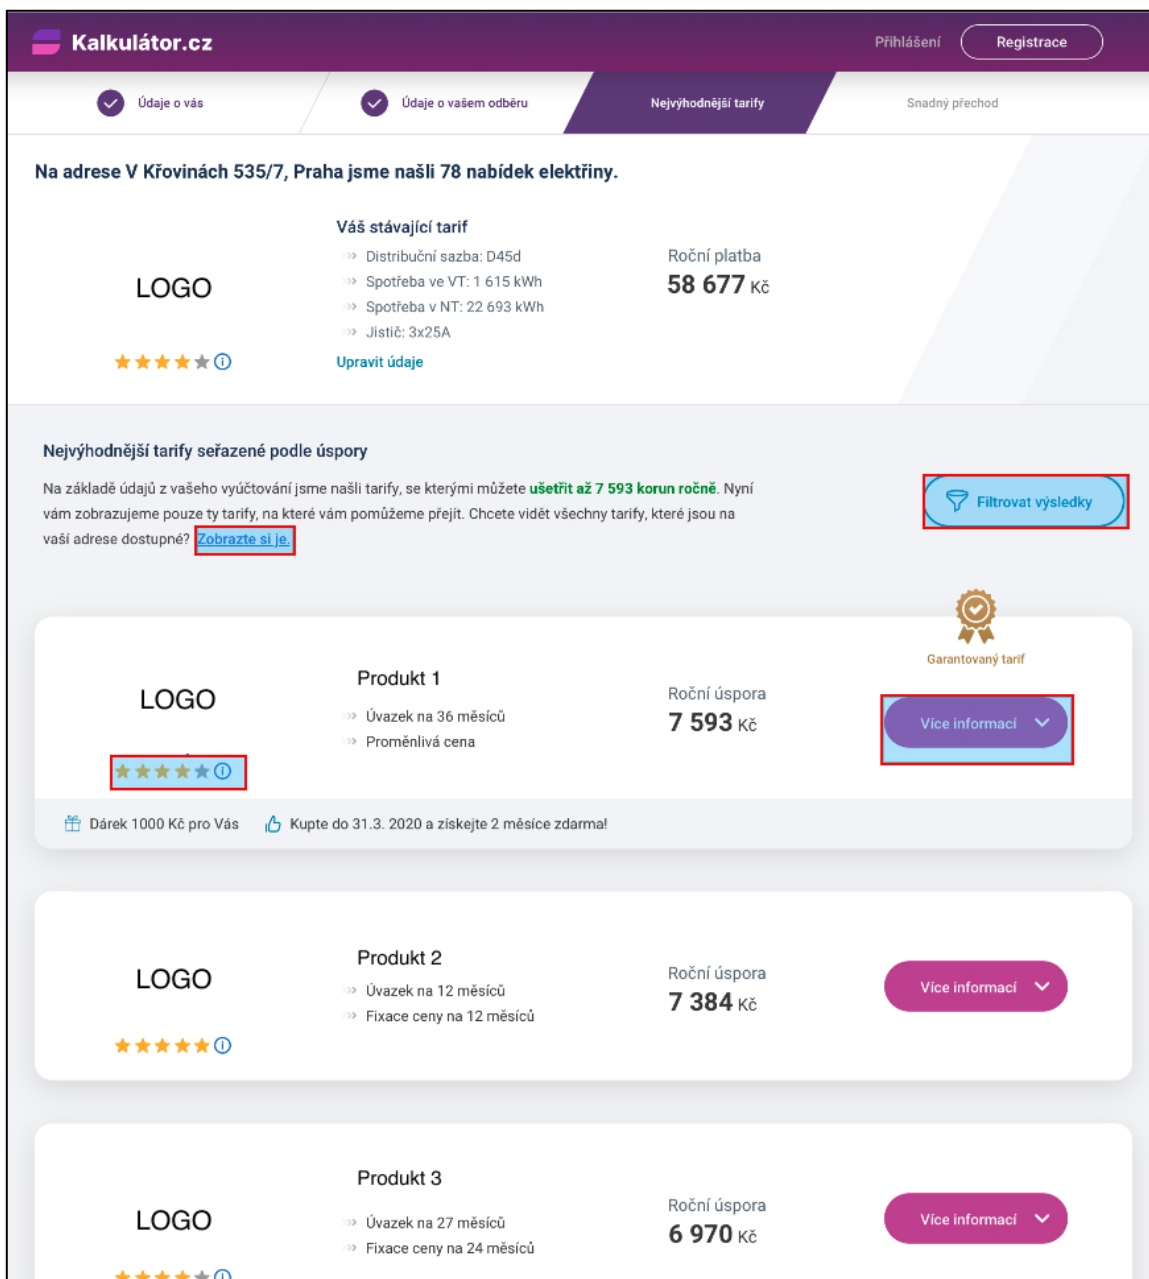 Kalkulátor.cz
Přihlášení
Registrace
Údaje o vás
Údaje o vašem odběru
Nejvýhodnější tarify
Snadný přechod
Na adrese V Křovinách 535/7, Praha jsme našli 78 nabídek elektřiny.
LOGO
Váš stávající tarif
Distribuční sazba: D45d
Spotřeba ve VT: 1 615 kWh
Spotřeba v NT: 22 693 kWh
Jistič: 3x25A
Upravit údaje
Roční platba
58 677 Kč
Nejvýhodnější tarify seřazené podle úspory
Na základě údajů z vašeho vyúčtování jsme našli tarify, se kterými můžete ušetřit až 7 593 korun ročně. Nyní
vám zobrazujeme pouze ty tarify, na které vám pomůžeme přejít. Chcete vidět všechny tarify, které jsou na
vaší adrese dostupné? Zobrazte si je.
Filtrovat výsledky
Garantovaný tarif
LOGO
Produkt 1
Úvazek na 36 měsíců
Proměnlivá cena
Roční úspora
7 593 Kč
Více informací
Dárek 1000 Kč pro Vás
Kupte do 31.3. 2020 a získejte 2 měsíce zdarma!
LOGO
Produkt 2
Úvazek na 12 měsíců
Fixace ceny na 12 měsíců
Roční úspora
7 384 Kč
Více informací
LOGO
Produkt 3
Úvazek na 27 měsíců
Fixace ceny na 24 měsíců
Roční úspora
6 970 Kč
Více informací